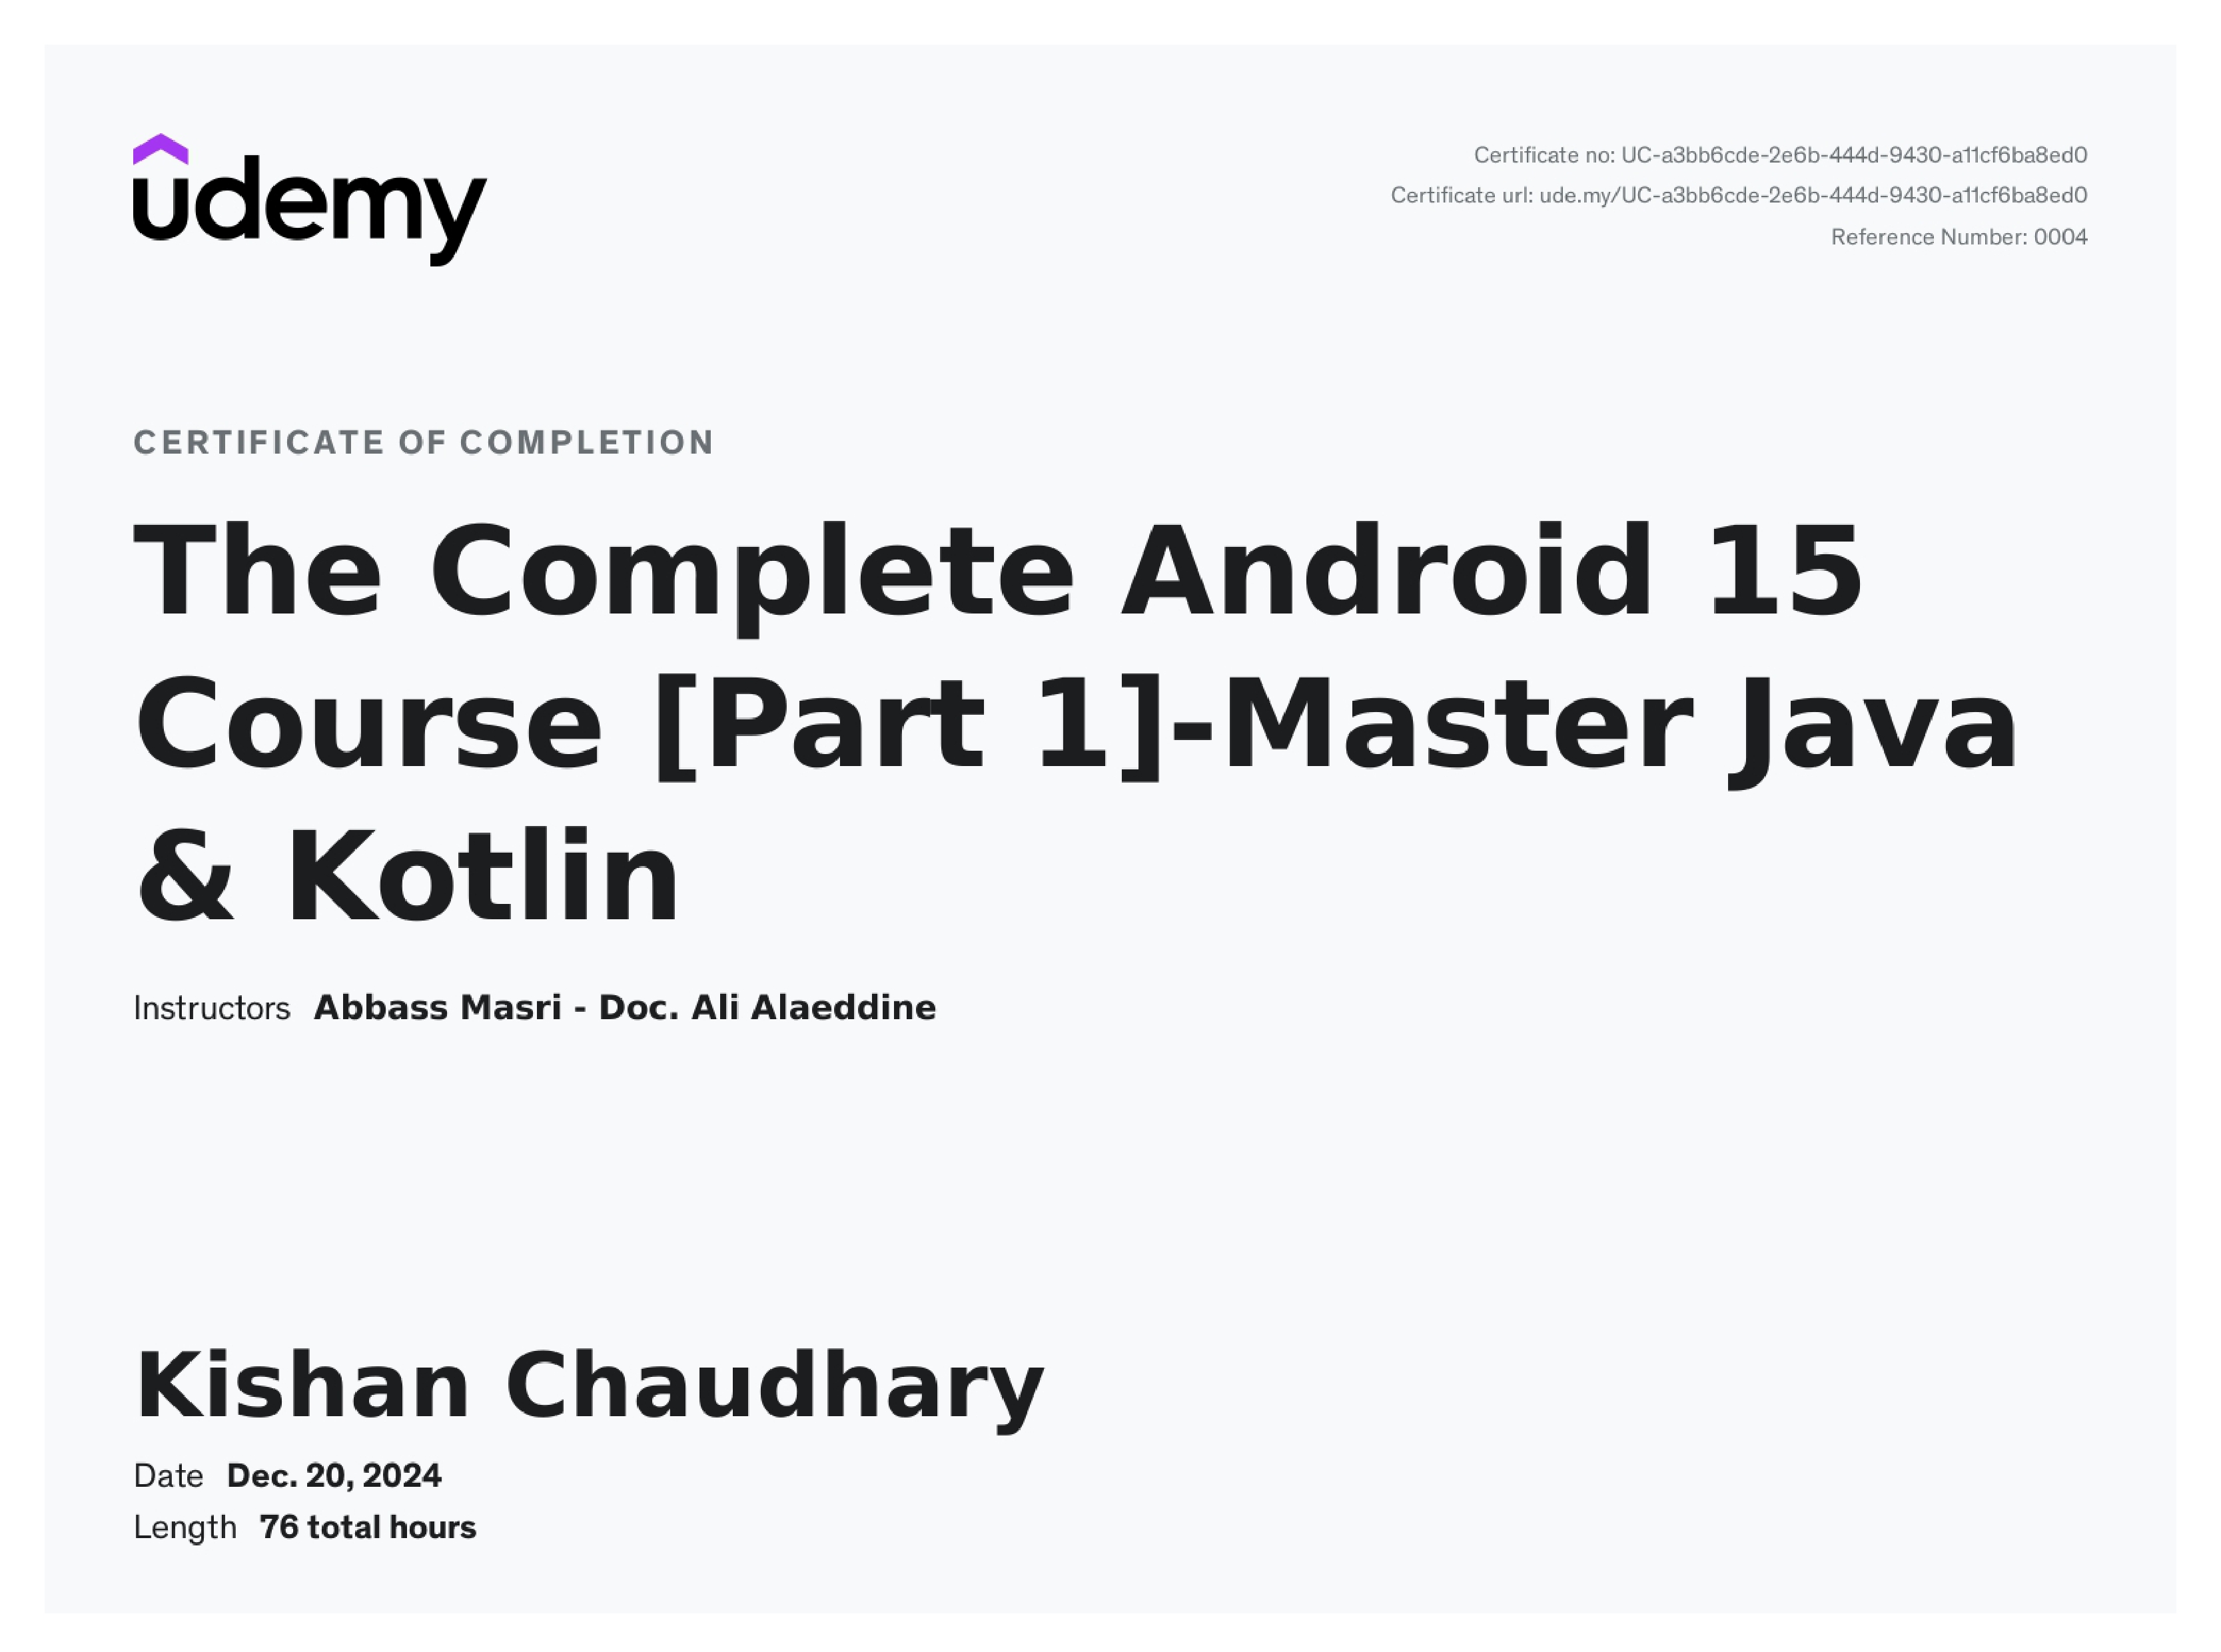 udemy
Certificate no: UC-a3bb6cde-2e6b-444d-9430-a11cf6ba8ed0
Certificate url: ude.my/UC-a3bb6cde-2e6b-444d-9430-a11cf6ba8ed0
Reference Number: 0004
CERTIFICATE OF COMPLETION
The Complete Android 15
Course [Part 1]-Master Java
& Kotlin
Instructors Abbass Masri - Doc. Ali Alaeddine
Kishan Chaudhary
Date Dec. 20, 2024
Length 76 total hours